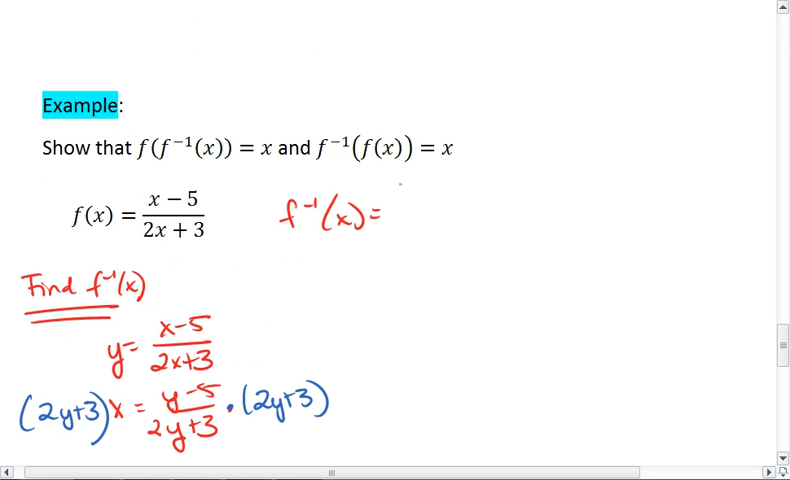 Example:
Show that f(f⁻¹(x)) = x and f⁻¹(f(x)) = x
f(x) = (x − 5)/(2x + 3) f⁻¹(x) =
Find f⁻¹(x)
y = (x−5)/(2x+3)
(2y+3) x = (y−5)/(2y+3) · (2y+3)